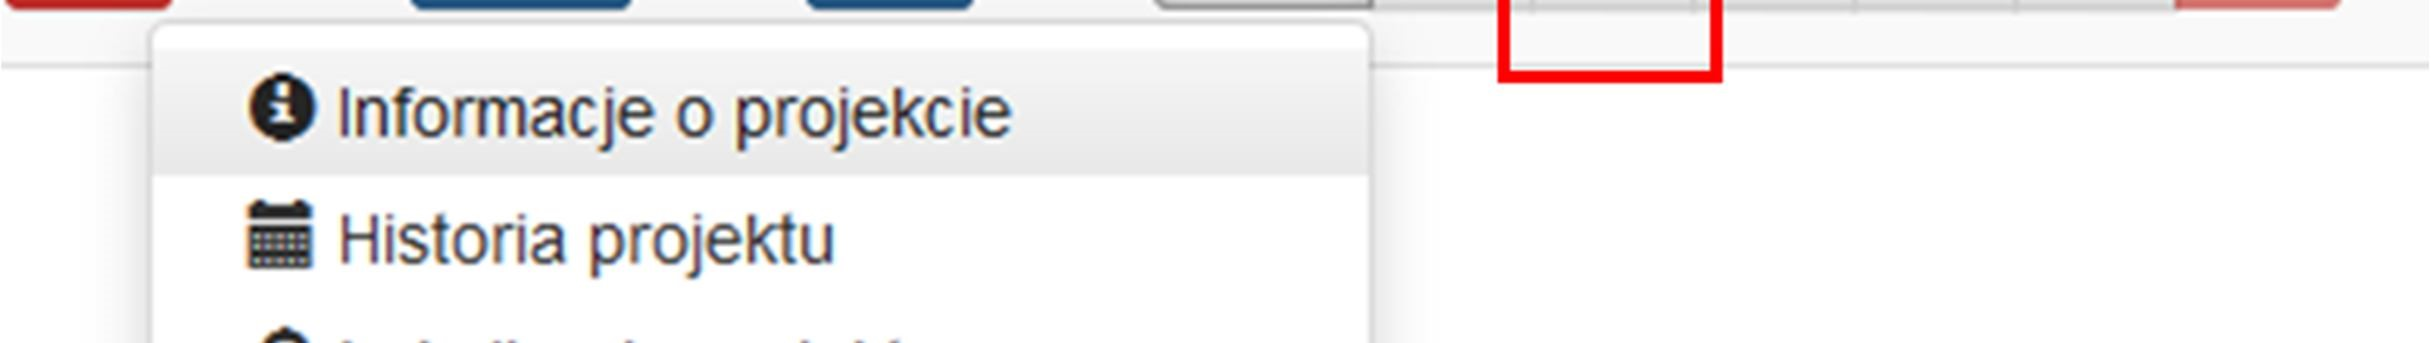 Informacje o projekcie
Historia projektu